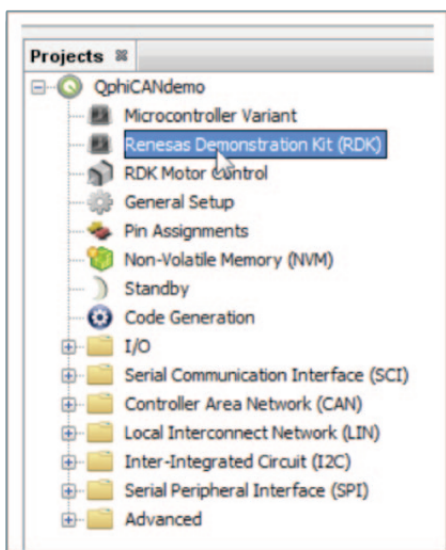 Projects
QphiCANdemo
Microcontroller Variant
Renesas Demonstration Kit (RDK)
RDK Motor Control
General Setup
Pin Assignments
Non-Volatile Memory (NVM)
Standby
Code Generation
I/O
Serial Communication Interface (SCI)
Controller Area Network (CAN)
Local Interconnect Network (LIN)
Inter-Integrated Circuit (I2C)
Serial Peripheral Interface (SPI)
Advanced